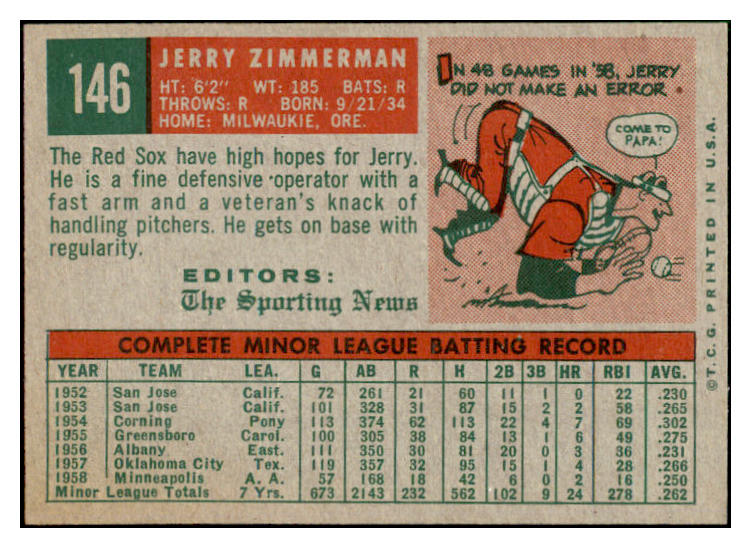 146
JERRY ZIMMERMAN
HT: 6'2" WT: 185 BATS: R
THROWS: R BORN: 9/21/34
HOME: MILWAUKIE, ORE.
The Red Sox have high hopes for Jerry.
He is a fine defensive operator with a
fast arm and a veteran's knack of
handling pitchers. He gets on base with
regularity.
EDITORS:
The Sporting News
IN 48 GAMES IN '58, JERRY
DID NOT MAKE AN ERROR.
COME TO
PAPA!
COMPLETE MINOR LEAGUE BATTING RECORD
YEAR TEAM LEA. G AB R H 2B 3B HR RBI AVG.
1952 San Jose Calif. 72 261 21 60 11 1 0 22 .230
1953 San Jose Calif. 101 328 31 87 15 2 2 58 .265
1954 Corning Pony 113 374 62 113 22 4 7 69 .302
1955 Greensboro Carol. 100 305 38 84 13 1 6 49 .275
1956 Albany East. 111 350 30 81 20 0 3 36 .231
1957 Oklahoma City Tex. 119 357 32 95 15 1 4 28 .266
1958 Minneapolis A. A. 57 168 18 42 6 0 2 16 .250
Minor League Totals 7 Yrs. 673 2143 232 562 102 9 24 278 .262
©T.C.G. PRINTED IN U.S.A.